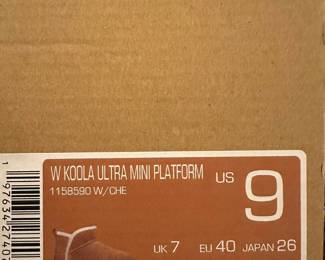 W KOOLA ULTRA MINI PLATFORM
1158590 W/CHE
US 9
UK 7 EU 40 JAPAN 26